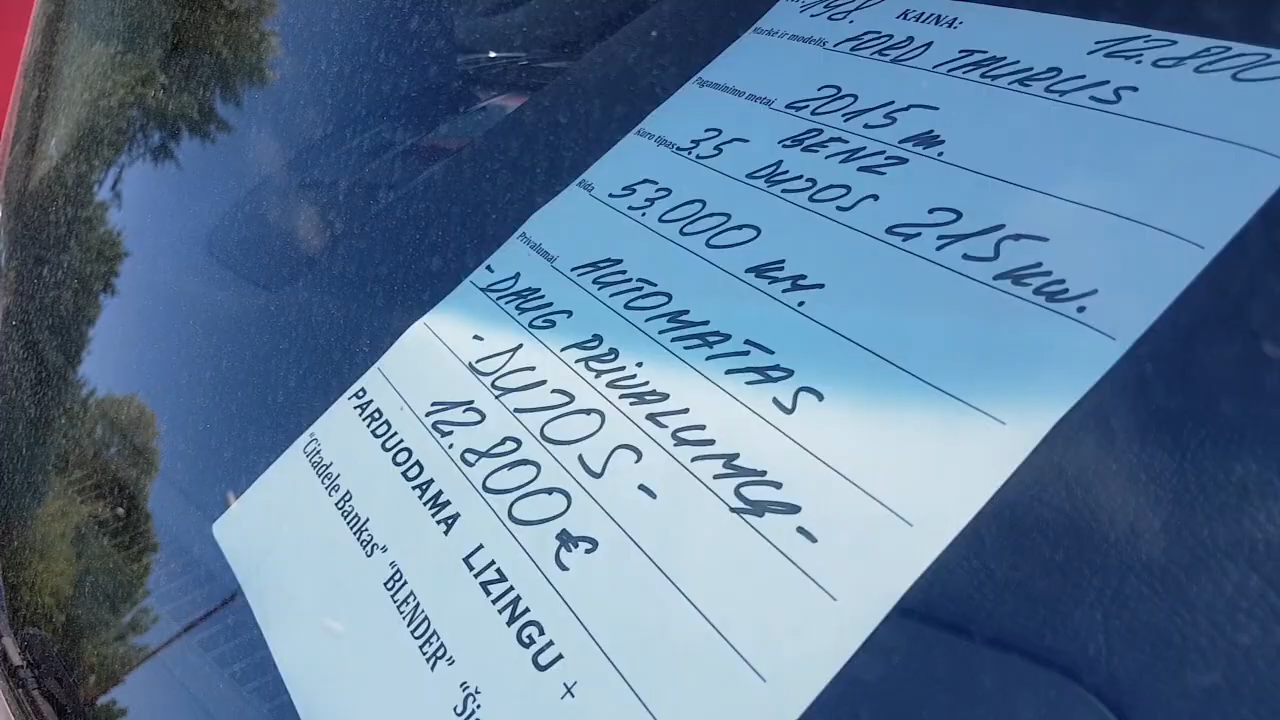 198. KAINA: 12.800
Markė ir modelis FORD TAURUS
Pagaminimo metai 2015 m.
BENZ
Kuro tipas 3.5 DUJOS 215 KW.
Rida 53.000 KM.
Privalumai AUTOMATAS
-DAUG PRIVALUMŲ-
-DUJOS-
12.800 €
PARDUODAMA LIZINGU +
"Citadele Bankas" "BLENDER"